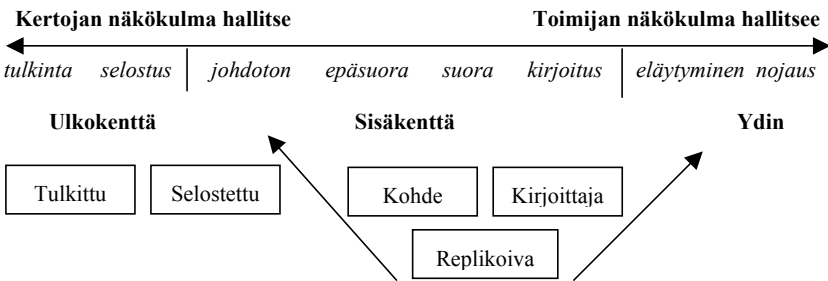 Kertojan näkökulma hallitse Toimijan näkökulma hallitsee
tulkinta selostus johdoton epäsuora suora kirjoitus eläytyminen nojaus
Ulkokenttä Sisäkenttä Ydin
Tulkittu Selostettu Kohde Kirjoittaja
Replikoiva